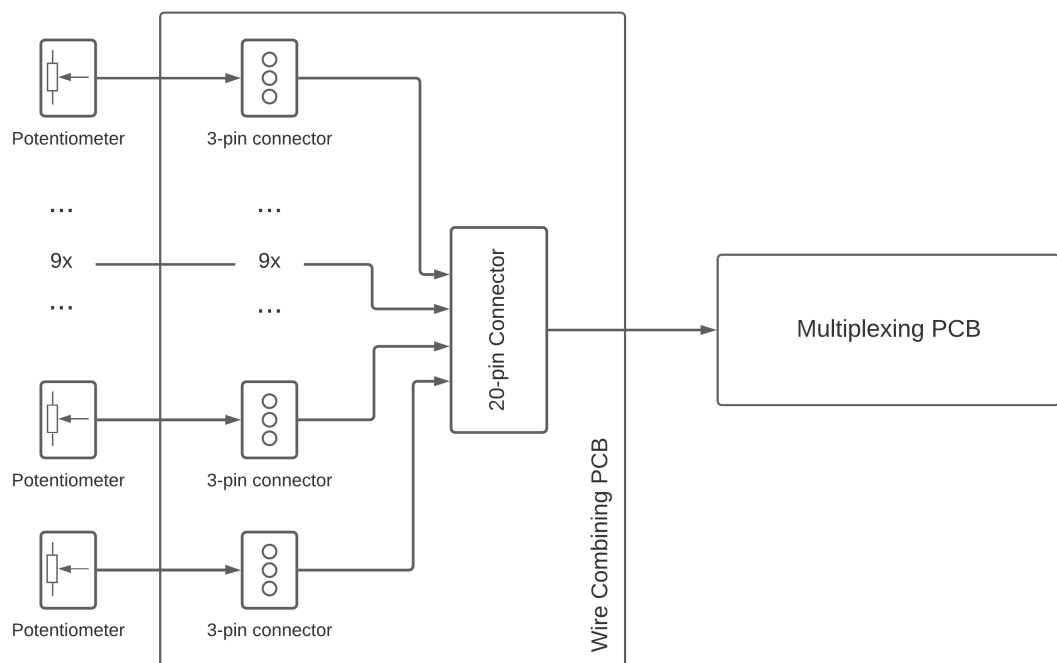 Potentiometer
3-pin connector
...
...
9x
9x
...
...
20-pin Connector
Multiplexing PCB
Potentiometer
3-pin connector
Wire Combining PCB
Potentiometer
3-pin connector